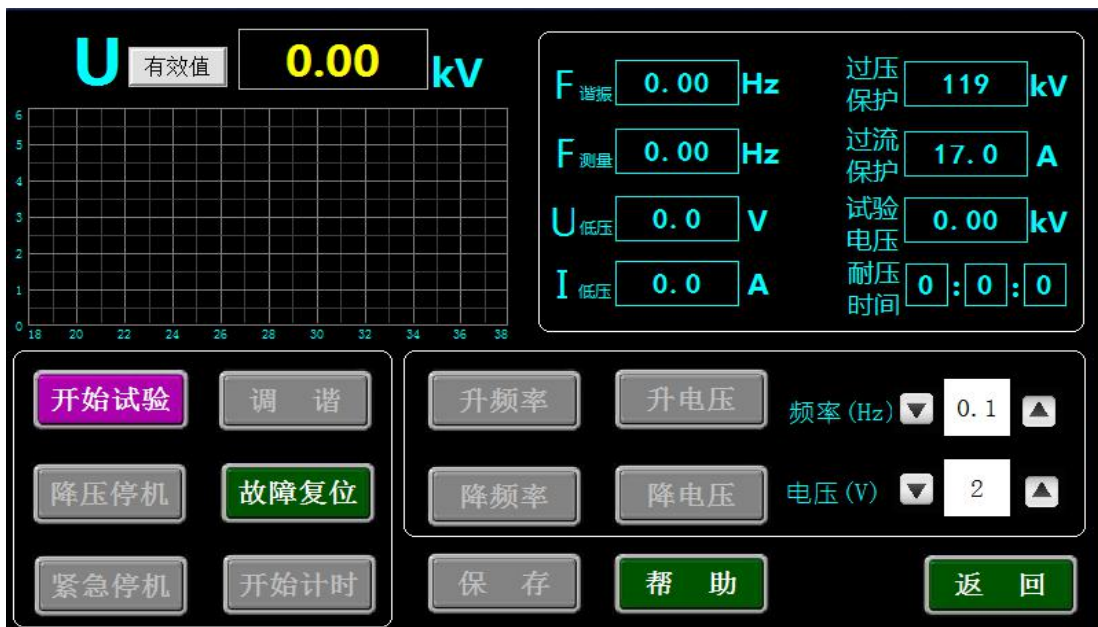 U 有效值 0.00 kV
6
5
4
3
2
1
0
18 20 22 24 26 28 30 32 34 36 38
F 谐振 0.00 Hz
过压保护 119 kV
F 测量 0.00 Hz
过流保护 17.0 A
U 低压 0.0 V
试验电压 0.00 kV
I 低压 0.0 A
耐压时间 0 : 0 : 0
开始试验 调 谐
降压停机 故障复位
紧急停机 开始计时
升频率 升电压 频率(Hz) ▼ 0.1 ▲
降频率 降电压 电压(V) ▼ 2 ▲
保 存 帮 助 返 回